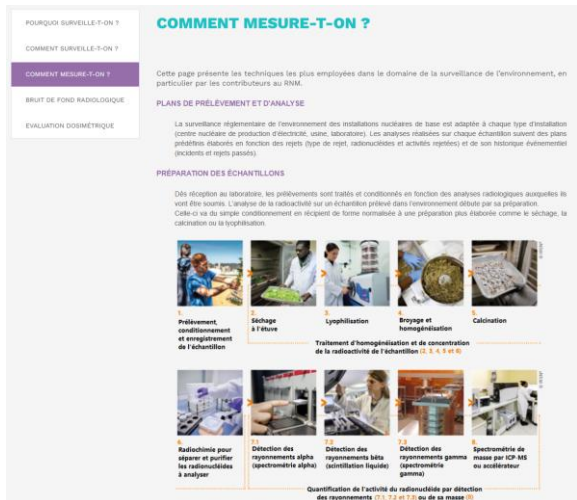 POURQUOI SURVEILLE-T-ON ?
COMMENT SURVEILLE-T-ON ?
COMMENT MESURE-T-ON ?
BRUIT DE FOND RADIOLOGIQUE
ÉVALUATION DOSIMÉTRIQUE
COMMENT MESURE-T-ON ?
Cette page présente les techniques les plus employées dans le domaine de la surveillance de l'environnement, en
particulier par les contributeurs au RNM.
PLANS DE PRÉLÈVEMENT ET D'ANALYSE
La surveillance réglementaire de l'environnement des installations nucléaires de base est adaptée à chaque type d'installation
(centre nucléaire de production d'électricité, usine, laboratoire). Les analyses réalisées sur chaque échantillon suivent des plans
prédéfinis élaborés en fonction des rejets (type de rejet, radionucléides et activités rejetées) et de son historique événementiel
(incidents et rejets passés).
PRÉPARATION DES ÉCHANTILLONS
Dès réception au laboratoire, les prélèvements sont traités et conditionnés en fonction des analyses radiologiques auxquelles ils
vont être soumis. L'analyse de la radioactivité sur un échantillon prélevé dans l'environnement débute par sa préparation.
Celle-ci va du simple conditionnement en récipient de forme normalisée à une préparation plus élaborée comme le séchage, la
calcination ou la lyophilisation.
1.
Prélèvement,
conditionnement
et enregistrement
de l'échantillon
2.
Séchage
à l'étuve
3.
Lyophilisation
4.
Broyage et
homogénéisation
5.
Calcination
Traitement d'homogénéisation et de concentration
de la radioactivité de l'échantillon (2, 3, 4, 5 et 6)
6.
Radiochimie pour
séparer et purifier
les radionucléides
à analyser
7.1
Détection des
rayonnements alpha
(spectrométrie alpha)
7.2
Détection des
rayonnements bêta
(scintillation liquide)
7.3
Détection des
rayonnements gamma
(spectrométrie
gamma)
8.
Spectrométrie de
masse par ICP-MS
ou accélérateur
Quantification de l'activité du radionucléide par détection
des rayonnements (7.1, 7.2 et 7.3) ou de sa masse (8)